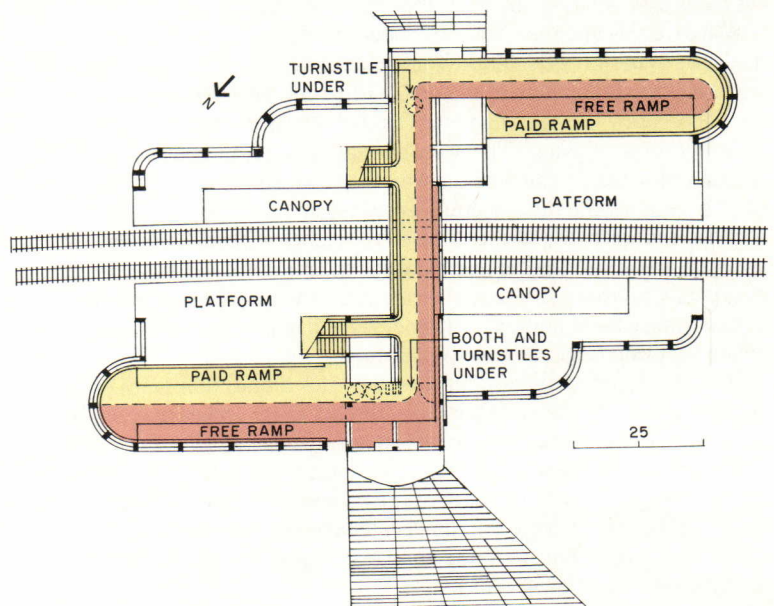 TURNSTILE
UNDER
N
FREE RAMP
PAID RAMP
CANOPY
PLATFORM
PLATFORM
CANOPY
BOOTH AND
TURNSTILES
UNDER
PAID RAMP
FREE RAMP
25